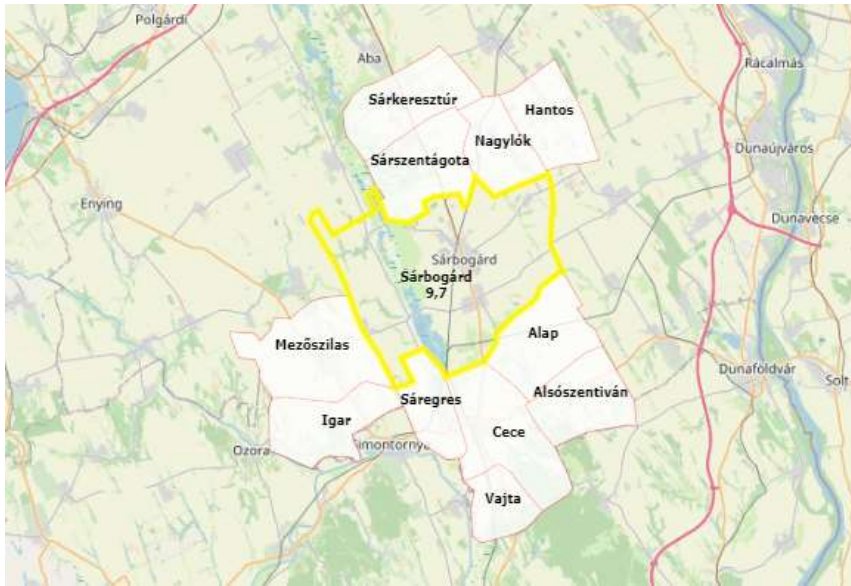 Polgárdi
Aba
Rácalmás
Sárkeresztúr
Hantos
Nagylók
Dunaújváros
Sárszentágota
Enying
Dunavecse
Sárbogárd
Sárbogárd
9,7
Alap
Mezőszilas
Dunaföldvár
Solt
Alsószentiván
Sáregres
Igar
Cece
Ozora
Simontornya
Vajta